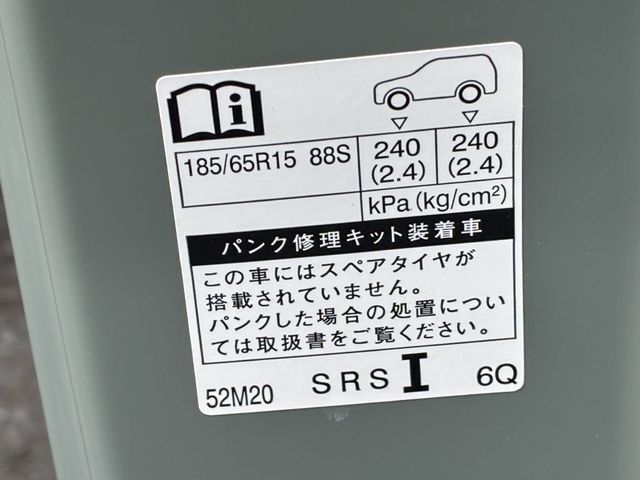 i
185/65R15 88S 240 (2.4) 240 (2.4)
kPa(kg/cm²)
パンク修理キット装着車
この車にはスペアタイヤが
搭載されていません。
パンクした場合の処置につい
ては取扱書をご覧ください。
52M20 SRS I 6Q